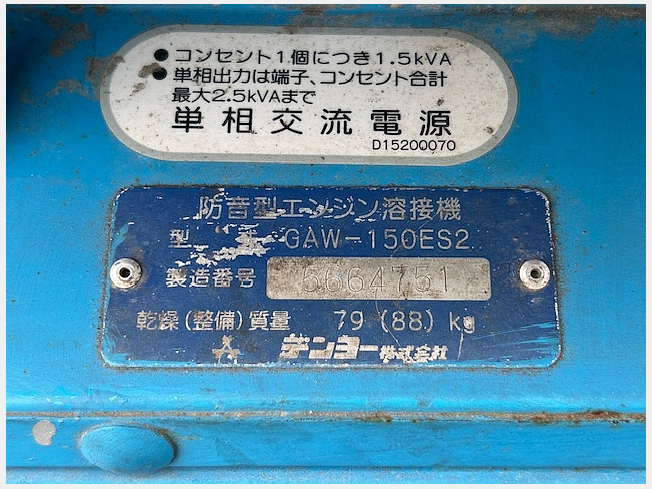 ●コンセント1個につき1.5kVA
●単相出力は端子、コンセント合計
最大2.5kVAまで
単相交流電源
D15200070
防音型エンジン溶接機
型 式 GAW-150ES2
製造番号 5664751
乾燥(整備)質量 79 (88) kg
デンヨー株式会社